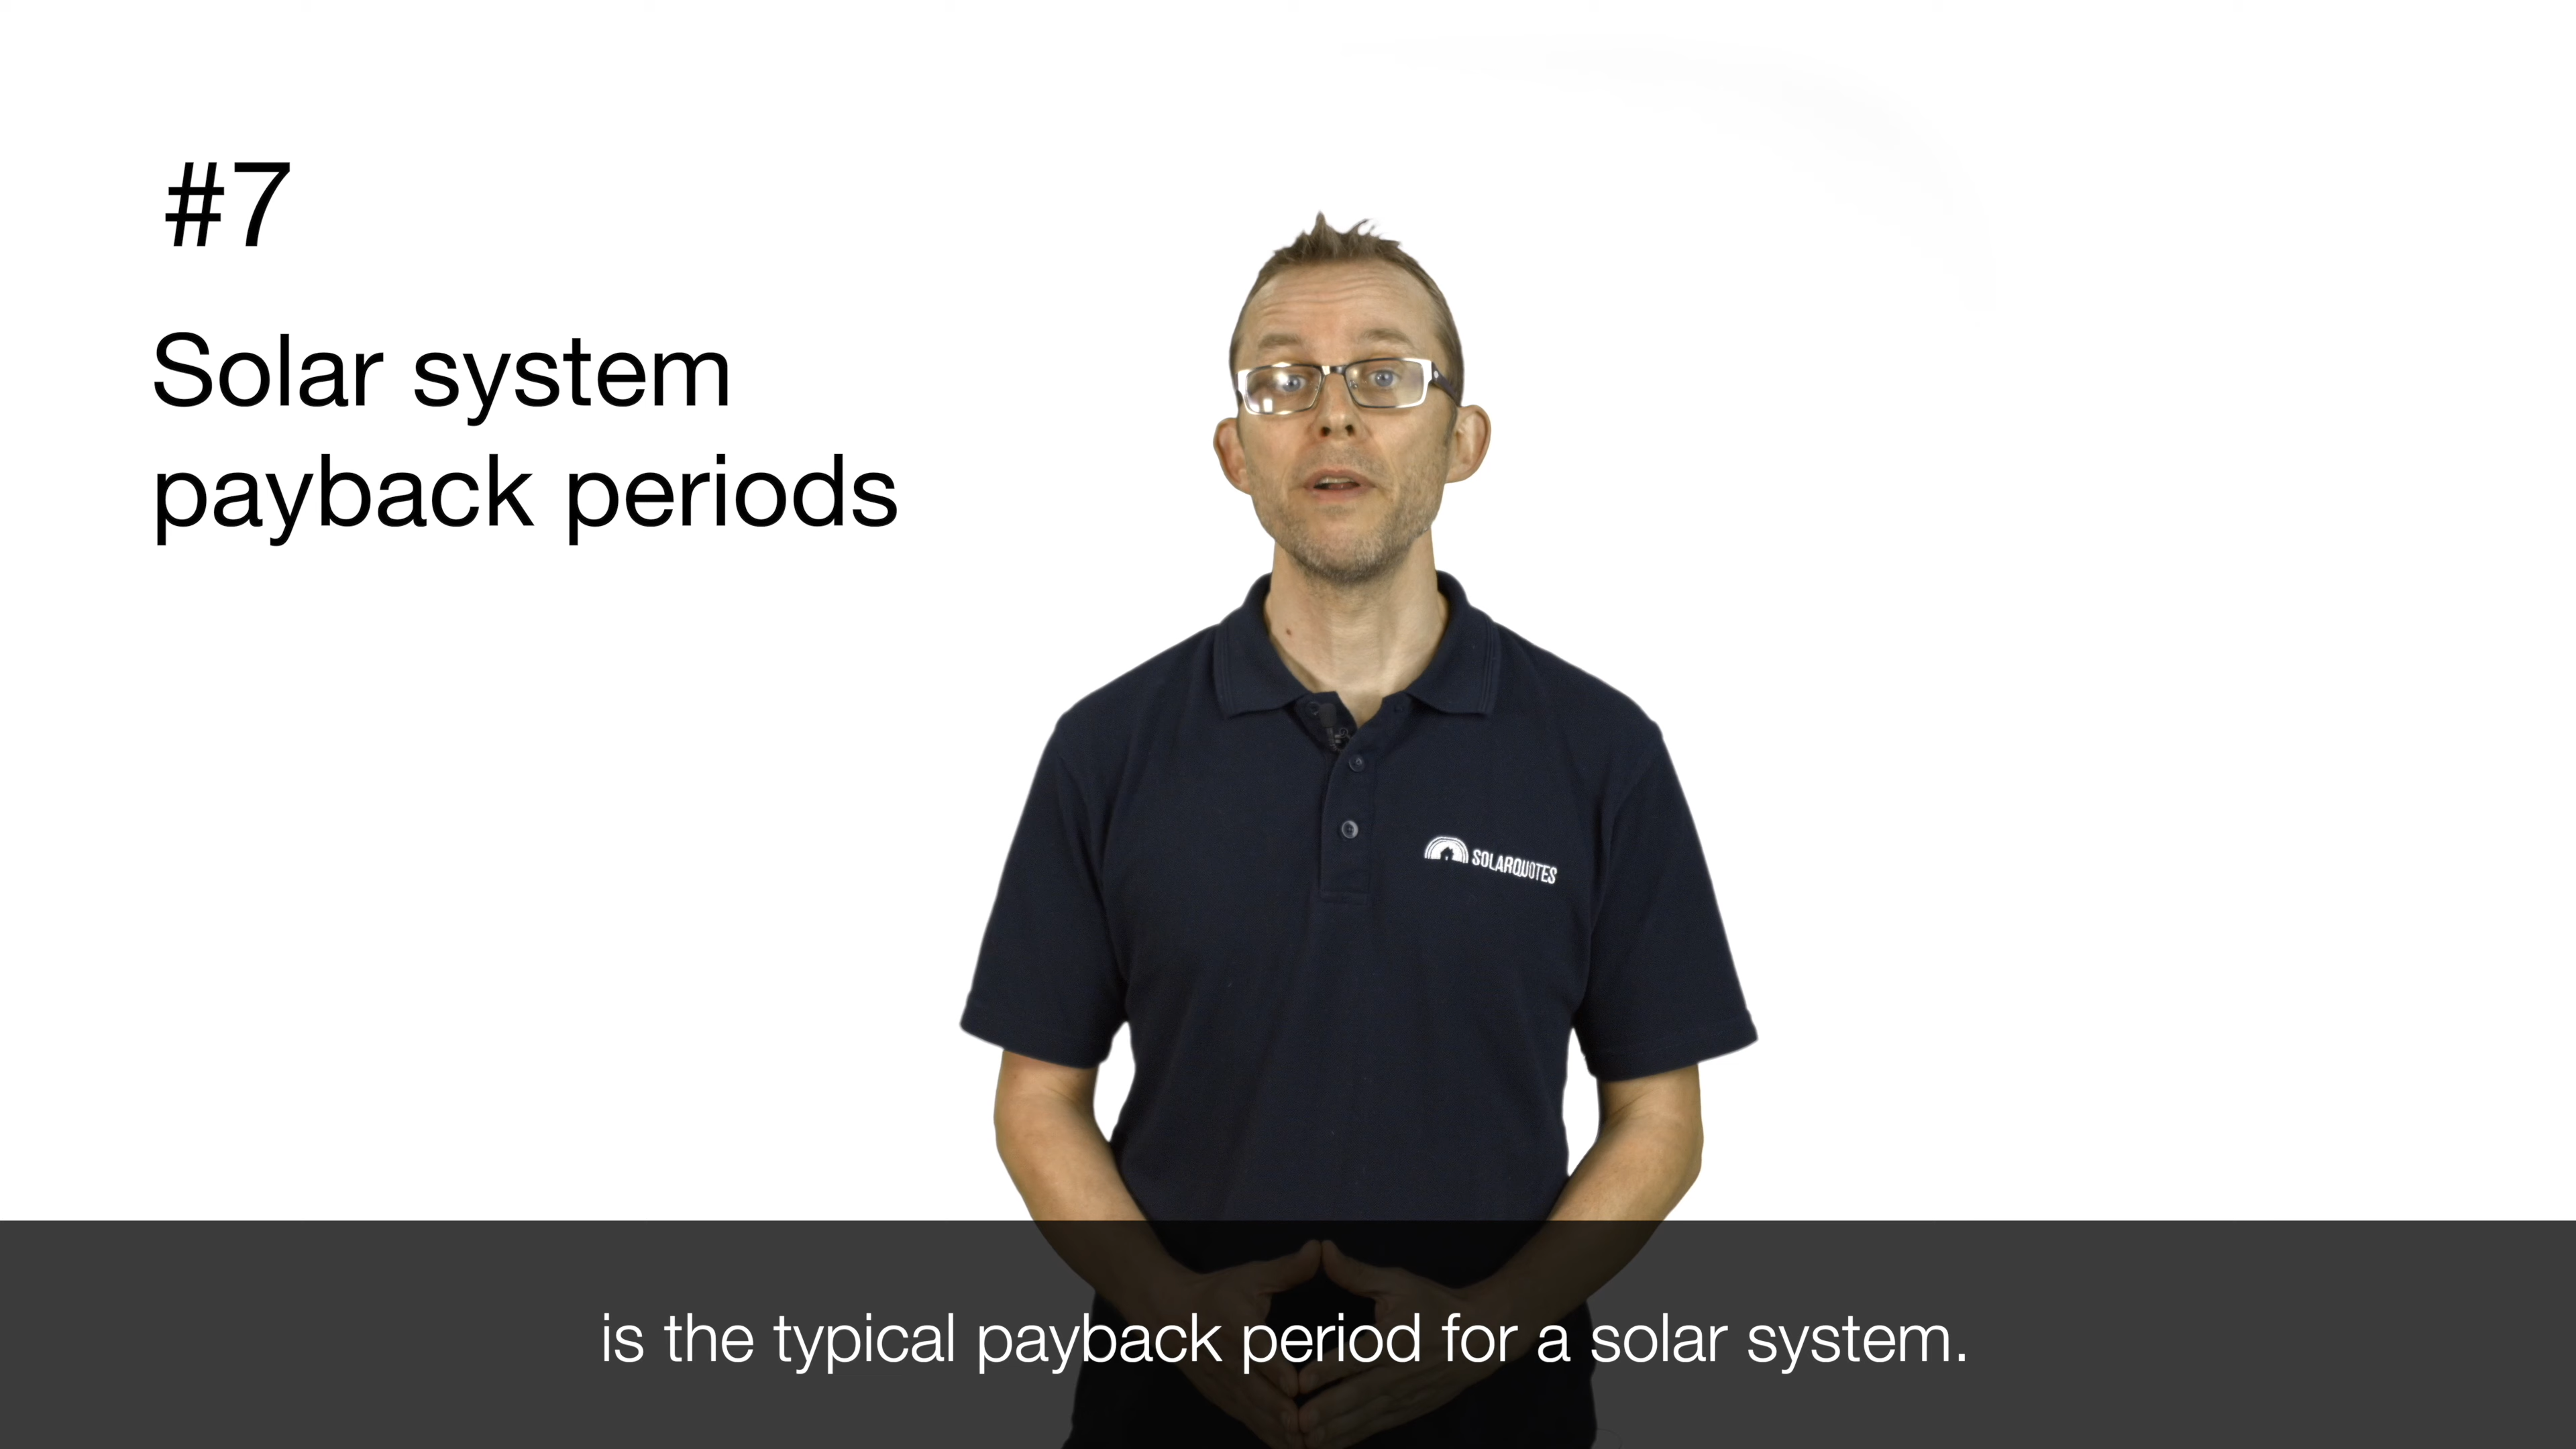 #7
Solar system
payback periods
SOLARQUOTES
is the typical payback period for a solar system.